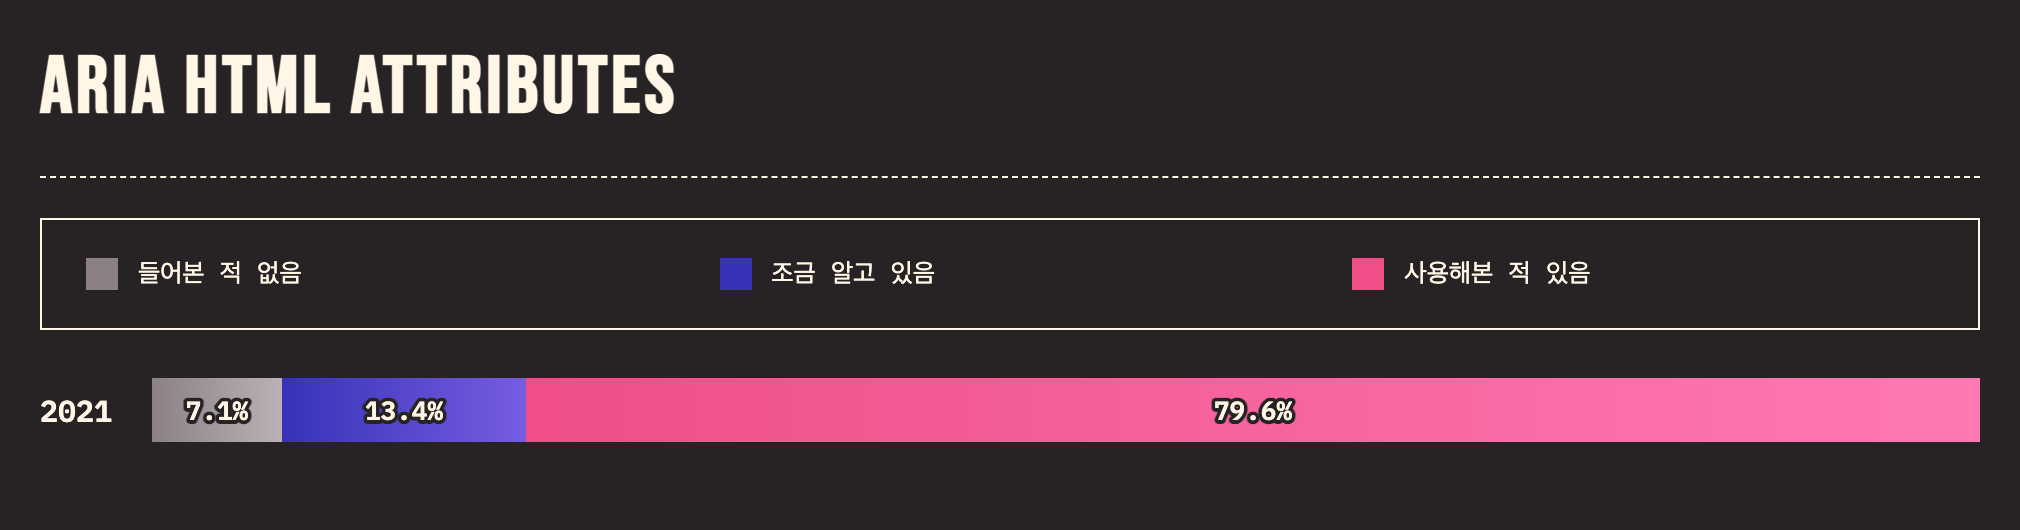 ARIA HTML ATTRIBUTES
들어본 적 없음 조금 알고 있음 사용해본 적 있음
2021 7.1% 13.4% 79.6%